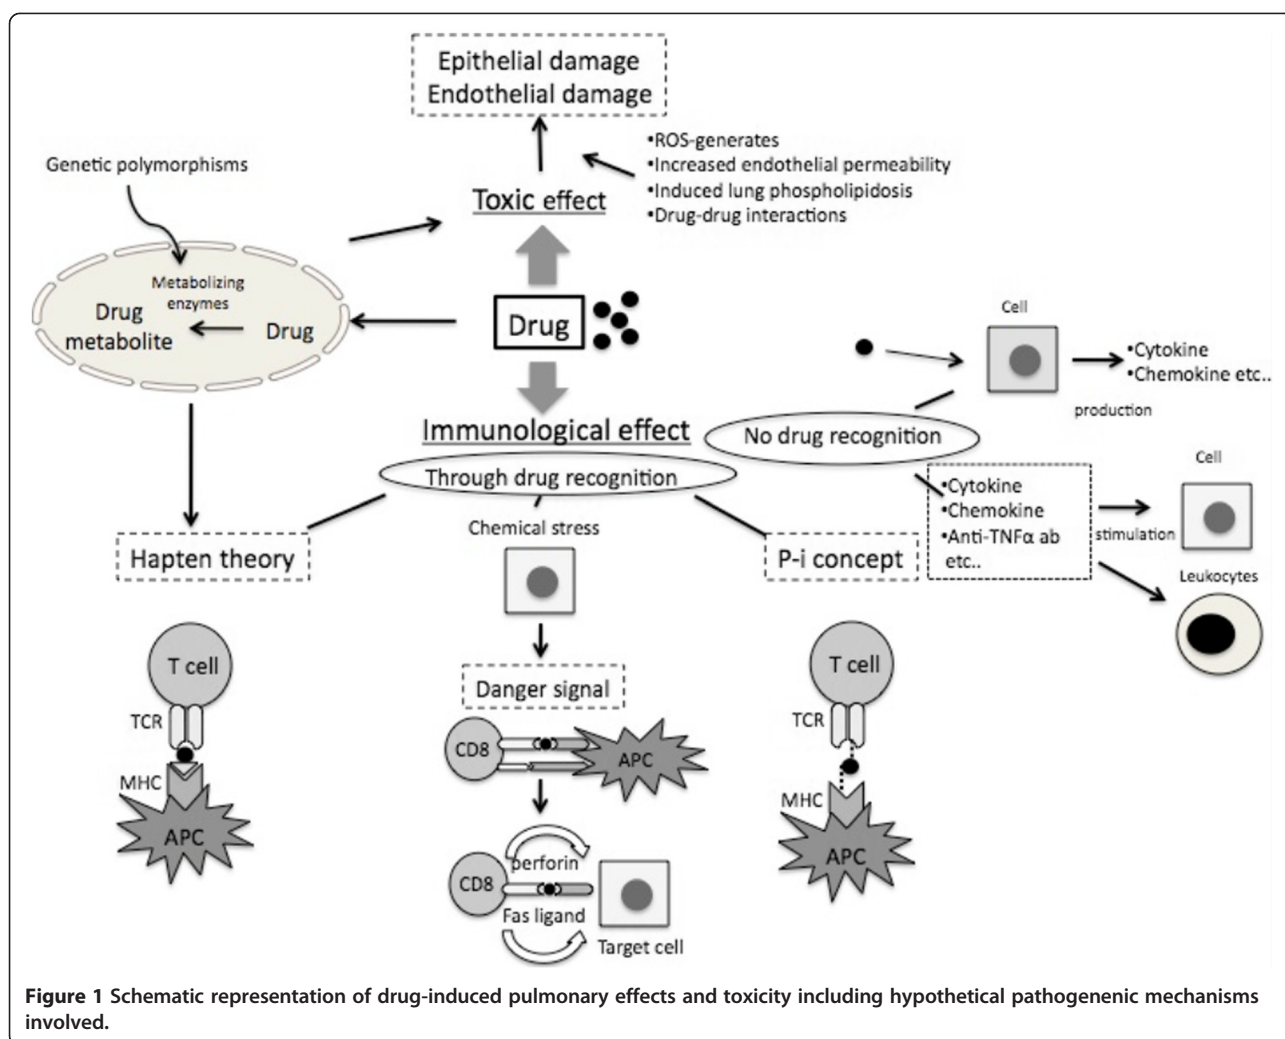 Epithelial damage
Endothelial damage
•ROS-generates
•Increased endothelial permeability
•Induced lung phospholipidosis
•Drug-drug interactions
Genetic polymorphisms
Toxic effect
Metabolizing
enzymes
Drug
metabolite
Drug
Drug
Cell
•Cytokine
•Chemokine etc..
production
Immunological effect
No drug recognition
Through drug recognition
Cell
•Cytokine
•Chemokine
•Anti-TNFα ab
etc..
stimulation
Leukocytes
Chemical stress
Hapten theory
P-i concept
T cell
TCR
MHC
APC
Danger signal
CD8
APC
perforin
CD8
Fas ligand
Target cell
T cell
TCR
MHC
APC
Figure 1 Schematic representation of drug-induced pulmonary effects and toxicity including hypothetical pathogenenic mechanisms
involved.